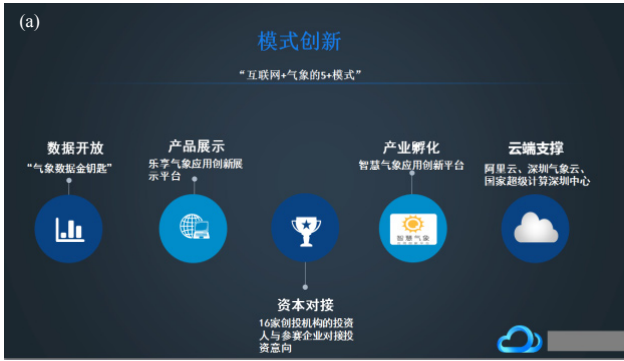 (a)
模式创新
“互联网+气象的5+模式”
数据开放
“气象数据金钥匙”
产品展示
乐享气象应用创新展
示平台
产业孵化
智慧气象应用创新平台
云端支撑
阿里云、深圳气象云、
国家超级计算深圳中心
智慧气象
资本对接
16家创投机构的投资
人与参赛企业对接投
资意向